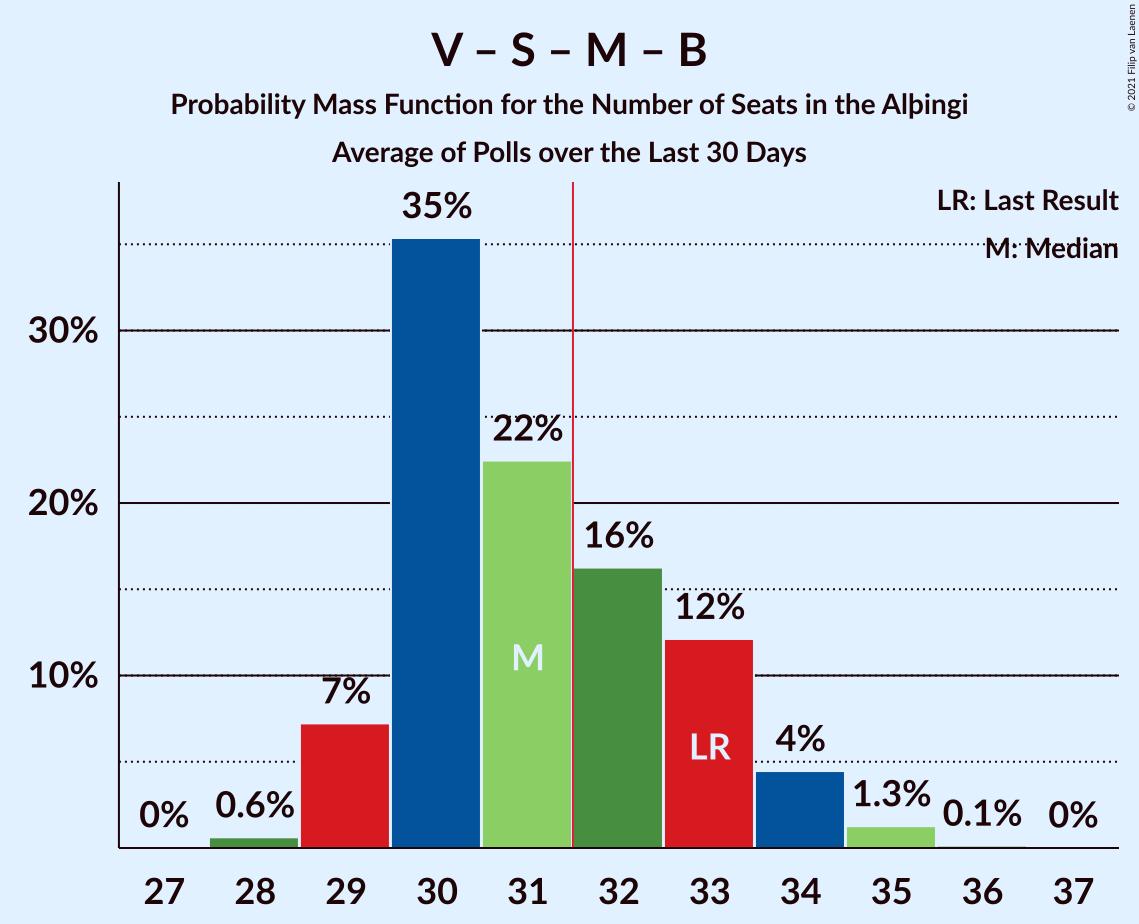 V – S – M – B
Probability Mass Function for the Number of Seats in the Alþingi
Average of Polls over the Last 30 Days
© 2021 Filip van Laenen
LR: Last Result
M: Median
35%
30%
22%
20%
16%
12%
10%
7%
M
LR
4%
0%
0.6%
1.3%
0.1%
0%
27 28 29 30 31 32 33 34 35 36 37